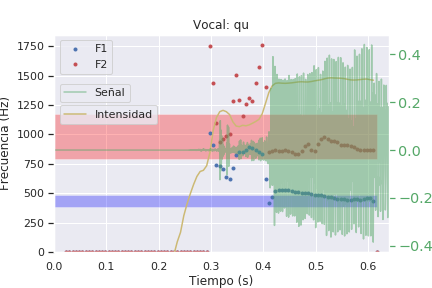 Vocal: qu
F1
F2
Señal
Intensidad
Frecuencia (Hz)
1750
1500
1250
1000
750
500
250
0
0.4
0.2
0.0
−0.2
−0.4
0.0 0.1 0.2 0.3 0.4 0.5 0.6
Tiempo (s)